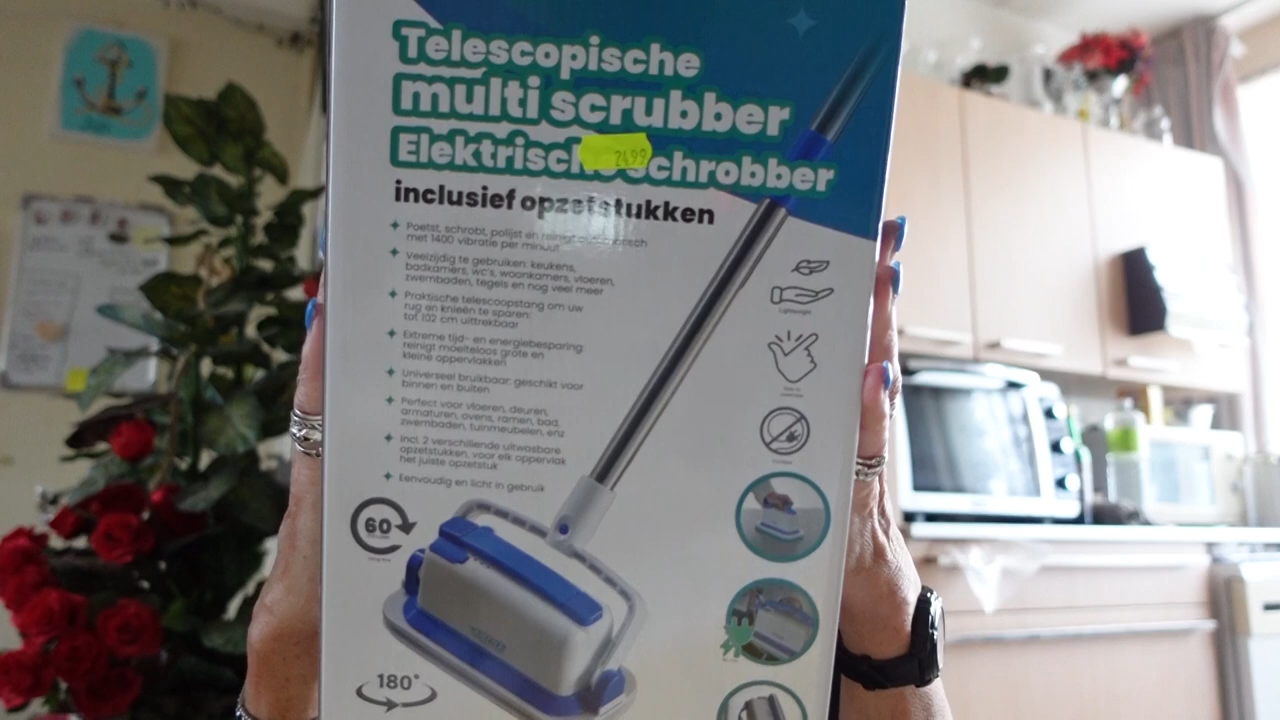 Telescopische
multi scrubber
Elektrische schrobber
2499
inclusief opzetstukken
Poetst, schrobt, polijst en reinigt automatisch
met 1400 vibratie per minuut
Veelzijdig te gebruiken: keukens,
badkamers, wc's, woonkamers, vloeren,
zwembaden, tegels en nog veel meer
Praktische telescoopstang om uw
rug en knieën te sparen:
tot 102 cm uittrekbaar
Extreme tijd- en energiebesparing:
reinigt moeiteloos grote en
kleine oppervlakken
Universeel bruikbaar: geschikt voor
binnen en buiten
Perfect voor vloeren, deuren,
armaturen, ovens, ramen, bad,
zwembaden, tuinmeubelen, enz
Incl. 2 verschillende uitwasbare
opzetstukken, voor elk oppervlak
het juiste opzetstuk
Eenvoudig en licht in gebruik
Lightweight
60
180°